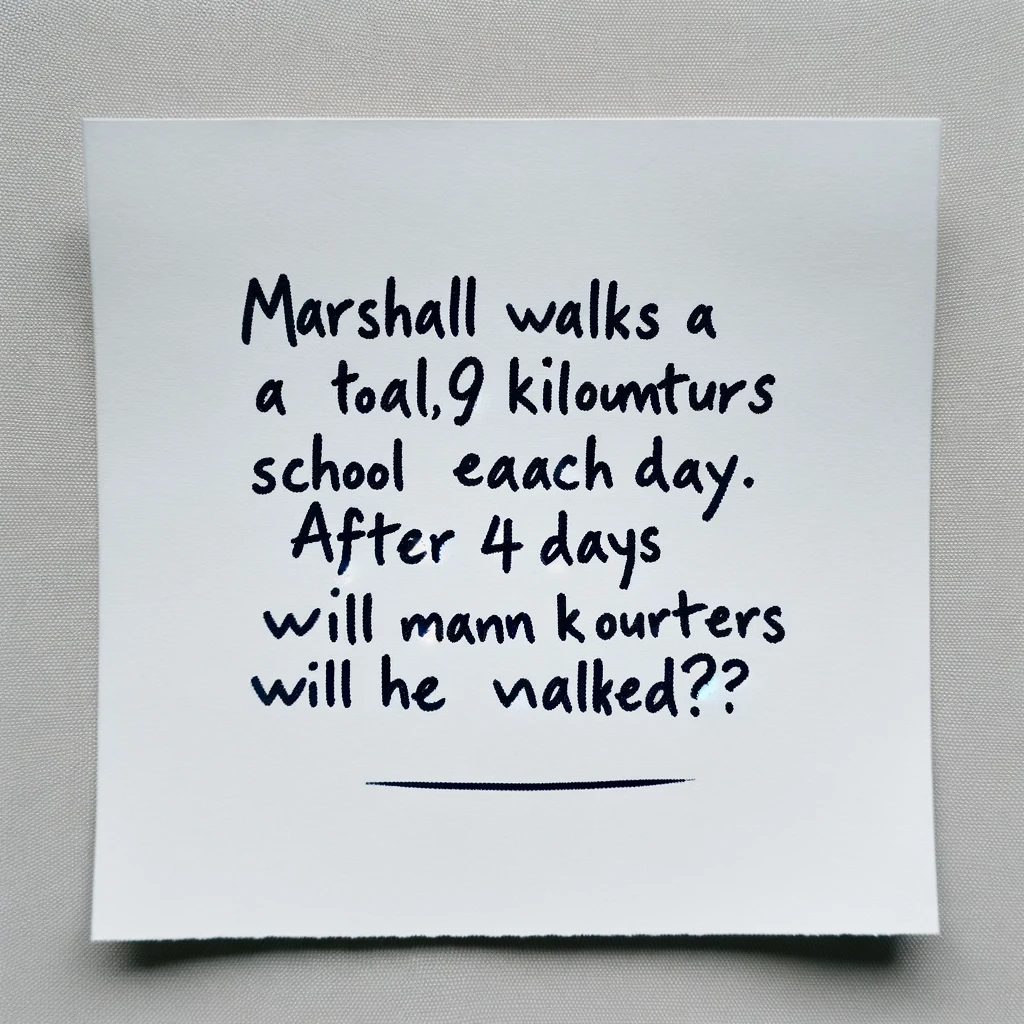 Marshall walks a
a toal,9 kiloumturs
school eaach day.
After 4 days
will mann kourters
will he nalked??